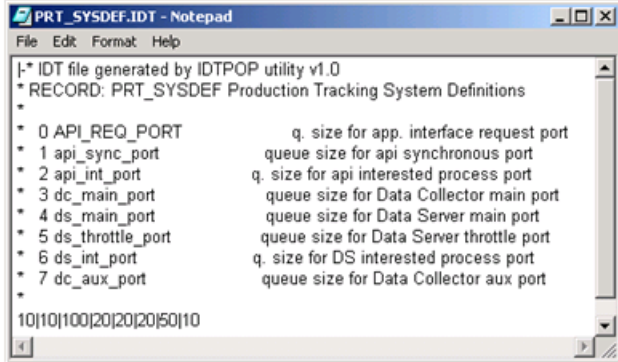 PRT_SYSDEF.IDT - Notepad
File Edit Format Help
|-* IDT file generated by IDTPOP utility v1.0
* RECORD: PRT_SYSDEF Production Tracking System Definitions
*
* 0 API_REQ_PORT q. size for app. interface request port
* 1 api_sync_port queue size for api synchronous port
* 2 api_int_port q. size for api interested process port
* 3 dc_main_port queue size for Data Collector main port
* 4 ds_main_port queue size for Data Server main port
* 5 ds_throttle_port queue size for Data Server throttle port
* 6 ds_int_port q. size for DS interested process port
* 7 dc_aux_port queue size for Data Collector aux port
*
10|10|100|20|20|20|50|10